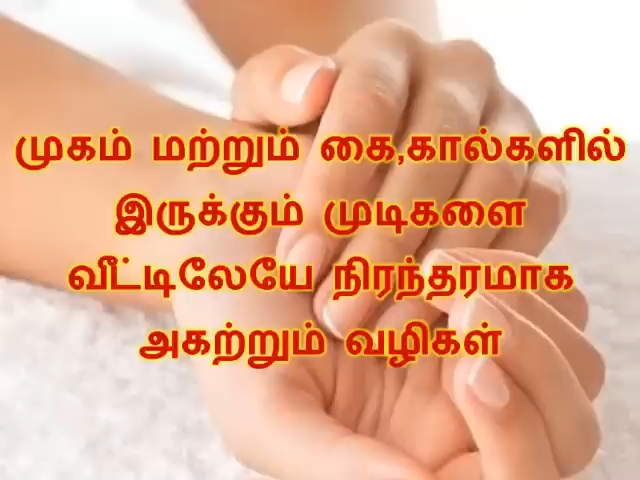 முகம் மற்றும் கை,கால்களில்
இருக்கும் முடிகளை
வீட்டிலேயே நிரந்தரமாக
அகற்றும் வழிகள்